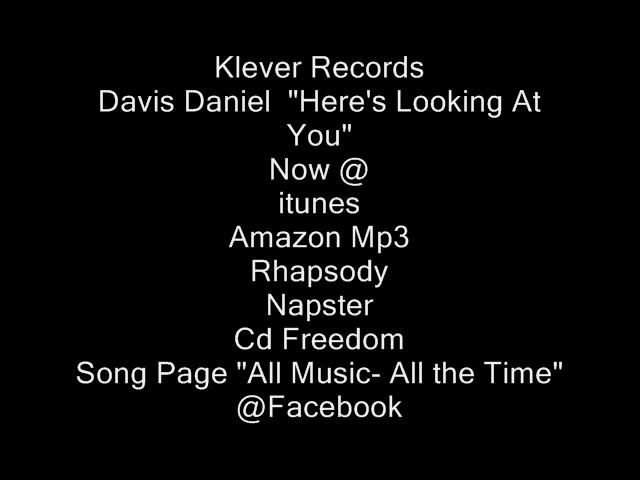 Klever Records
Davis Daniel  "Here's Looking At
You"
Now @
itunes
Amazon Mp3
Rhapsody
Napster
Cd Freedom
Song Page "All Music- All the Time"
@Facebook